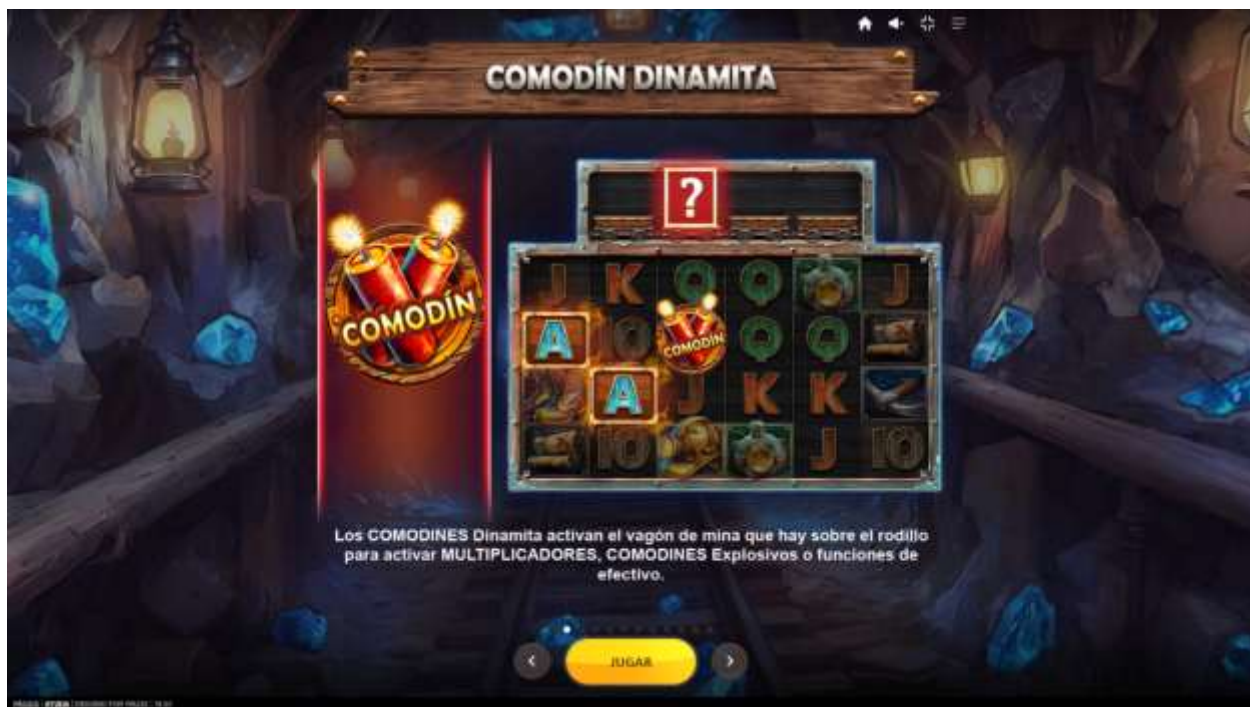 COMODÍN DINAMITA
?
J K Q Q J
COMODÍN
A 10 COMODÍN Q Q
A J K K
10 J 10
Los COMODINES Dinamita activan el vagón de mina que hay sobre el rodillo
para activar MULTIPLICADORES, COMODINES Explosivos o funciones de
efectivo.
JUGAR